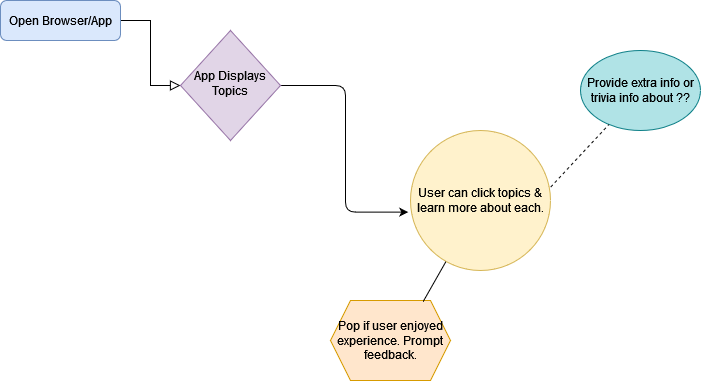 Open Browser/App
App Displays
Topics
Provide extra info or
trivia info about ??
User can click topics &
learn more about each.
Pop if user enjoyed
experience. Prompt
feedback.